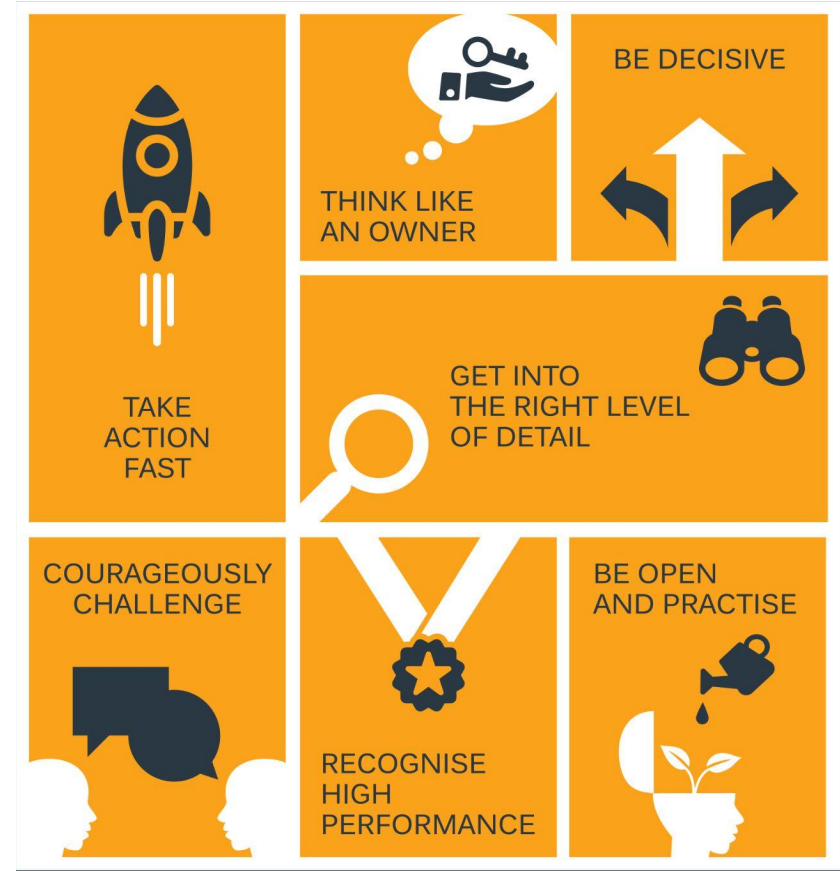 TAKE
ACTION
FAST
THINK LIKE
AN OWNER
BE DECISIVE
GET INTO
THE RIGHT LEVEL
OF DETAIL
COURAGEOUSLY
CHALLENGE
RECOGNISE
HIGH
PERFORMANCE
BE OPEN
AND PRACTISE